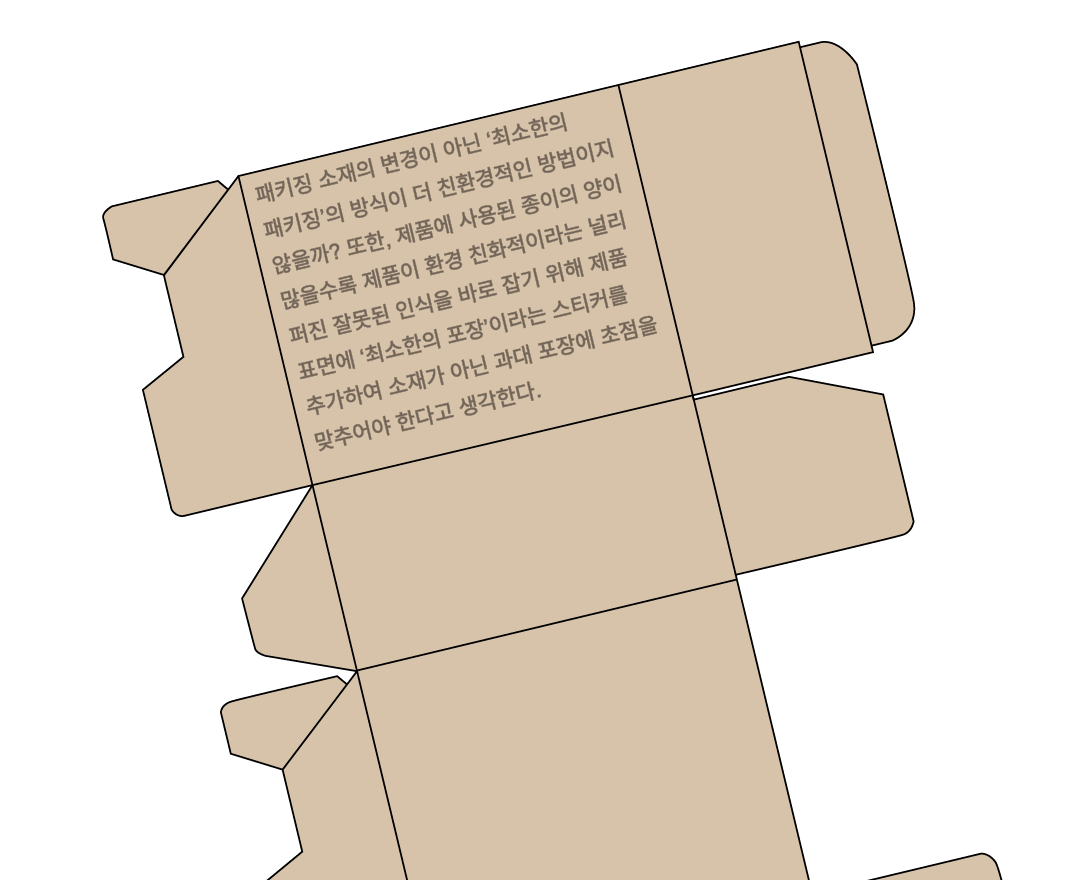 패키징 소재의 변경이 아닌 ‘최소한의
패키징’의 방식이 더 친환경적인 방법이지
않을까? 또한, 제품에 사용된 종이의 양이
많을수록 제품이 환경 친화적이라는 널리
퍼진 잘못된 인식을 바로 잡기 위해 제품
표면에 ‘최소한의 포장’이라는 스티커를
추가하여 소재가 아닌 과대 포장에 초점을
맞추어야 한다고 생각한다.